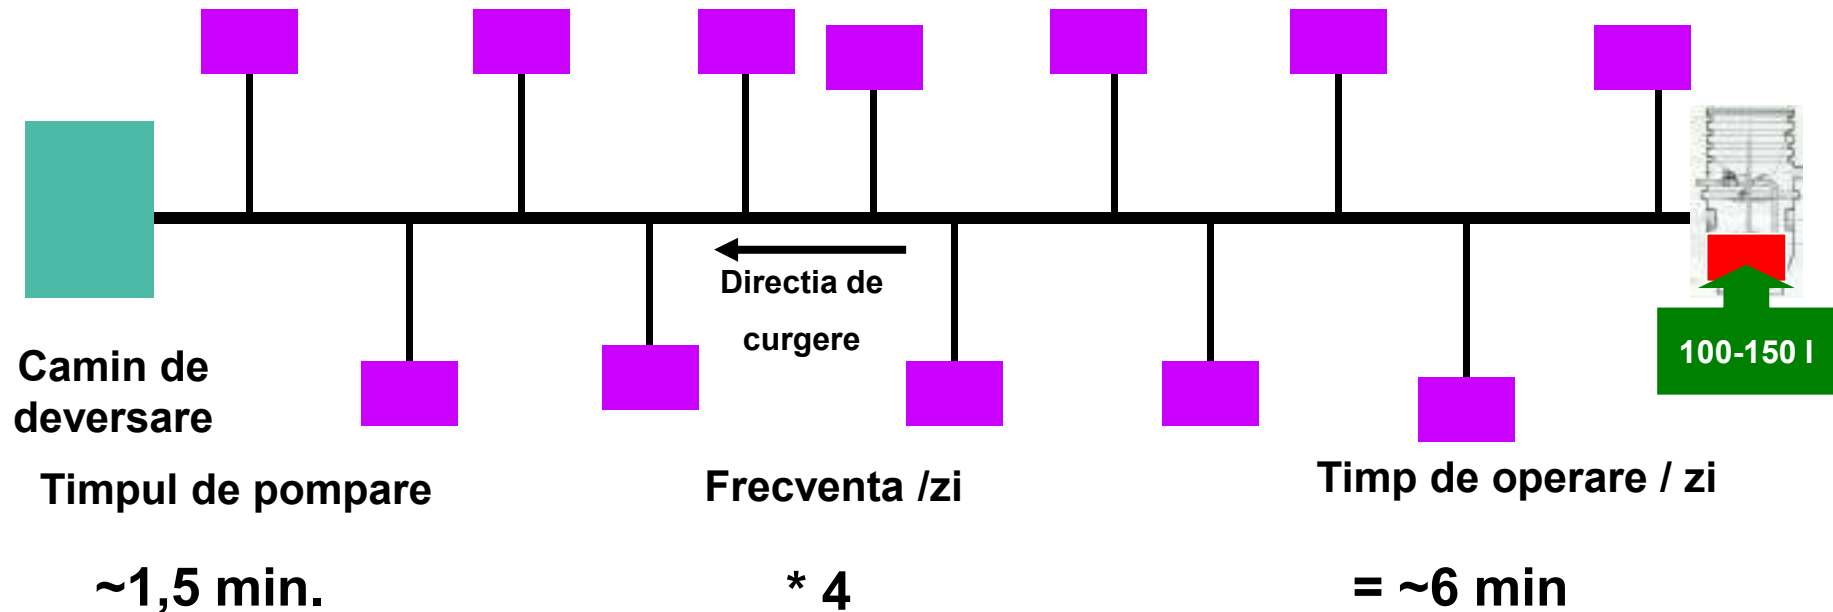 Directia de
curgere
100-150 l
Camin de
deversare
Timpul de pompare
Frecventa /zi
Timp de operare / zi
~1,5 min.
* 4
= ~6 min